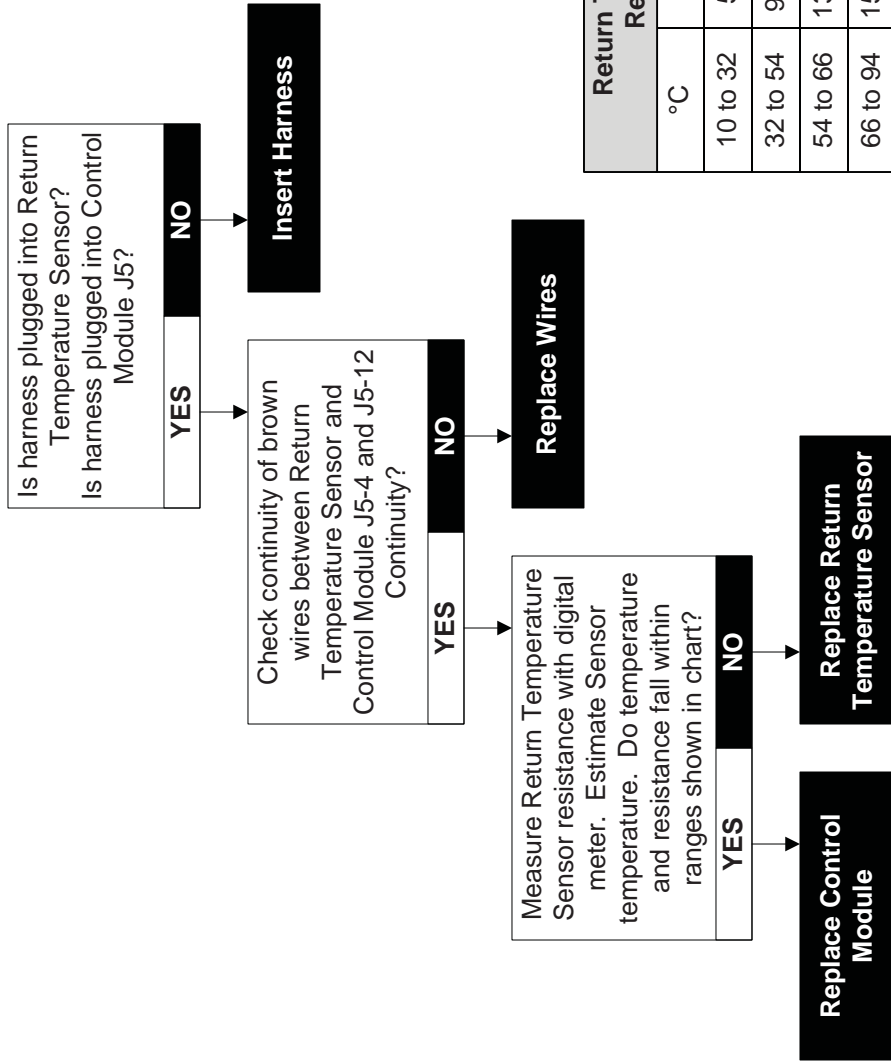 Is harness plugged into Return
Temperature Sensor?
Is harness plugged into Control
Module J5?
YES
NO
Insert Harness
Check continuity of brown
wires between Return
Temperature Sensor and
Control Module J5-4 and J5-12
Continuity?
YES
NO
Replace Wires
Measure Return Temperature
Sensor resistance with digital
meter. Estimate Sensor
temperature. Do temperature
and resistance fall within
ranges shown in chart?
YES
NO
Replace Control
Module
Replace Return
Temperature Sensor
Return
Re
°C
10 to 32
32 to 54
54 to 66
66 to 94